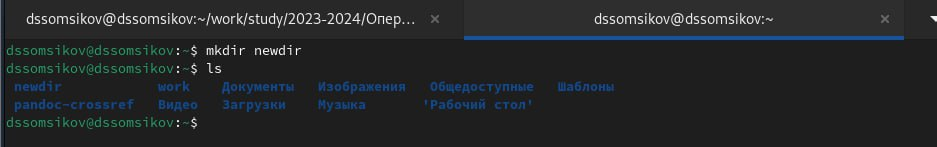 dssomsikov@dssomsikov:~/work/study/2023-2024/Опер... × dssomsikov@dssomsikov:~ ×
dssomsikov@dssomsikov:~$ mkdir newdir
dssomsikov@dssomsikov:~$ ls
newdir work Документы Изображения Общедоступные Шаблоны
pandoc-crossref Видео Загрузки Музыка 'Рабочий стол'
dssomsikov@dssomsikov:~$